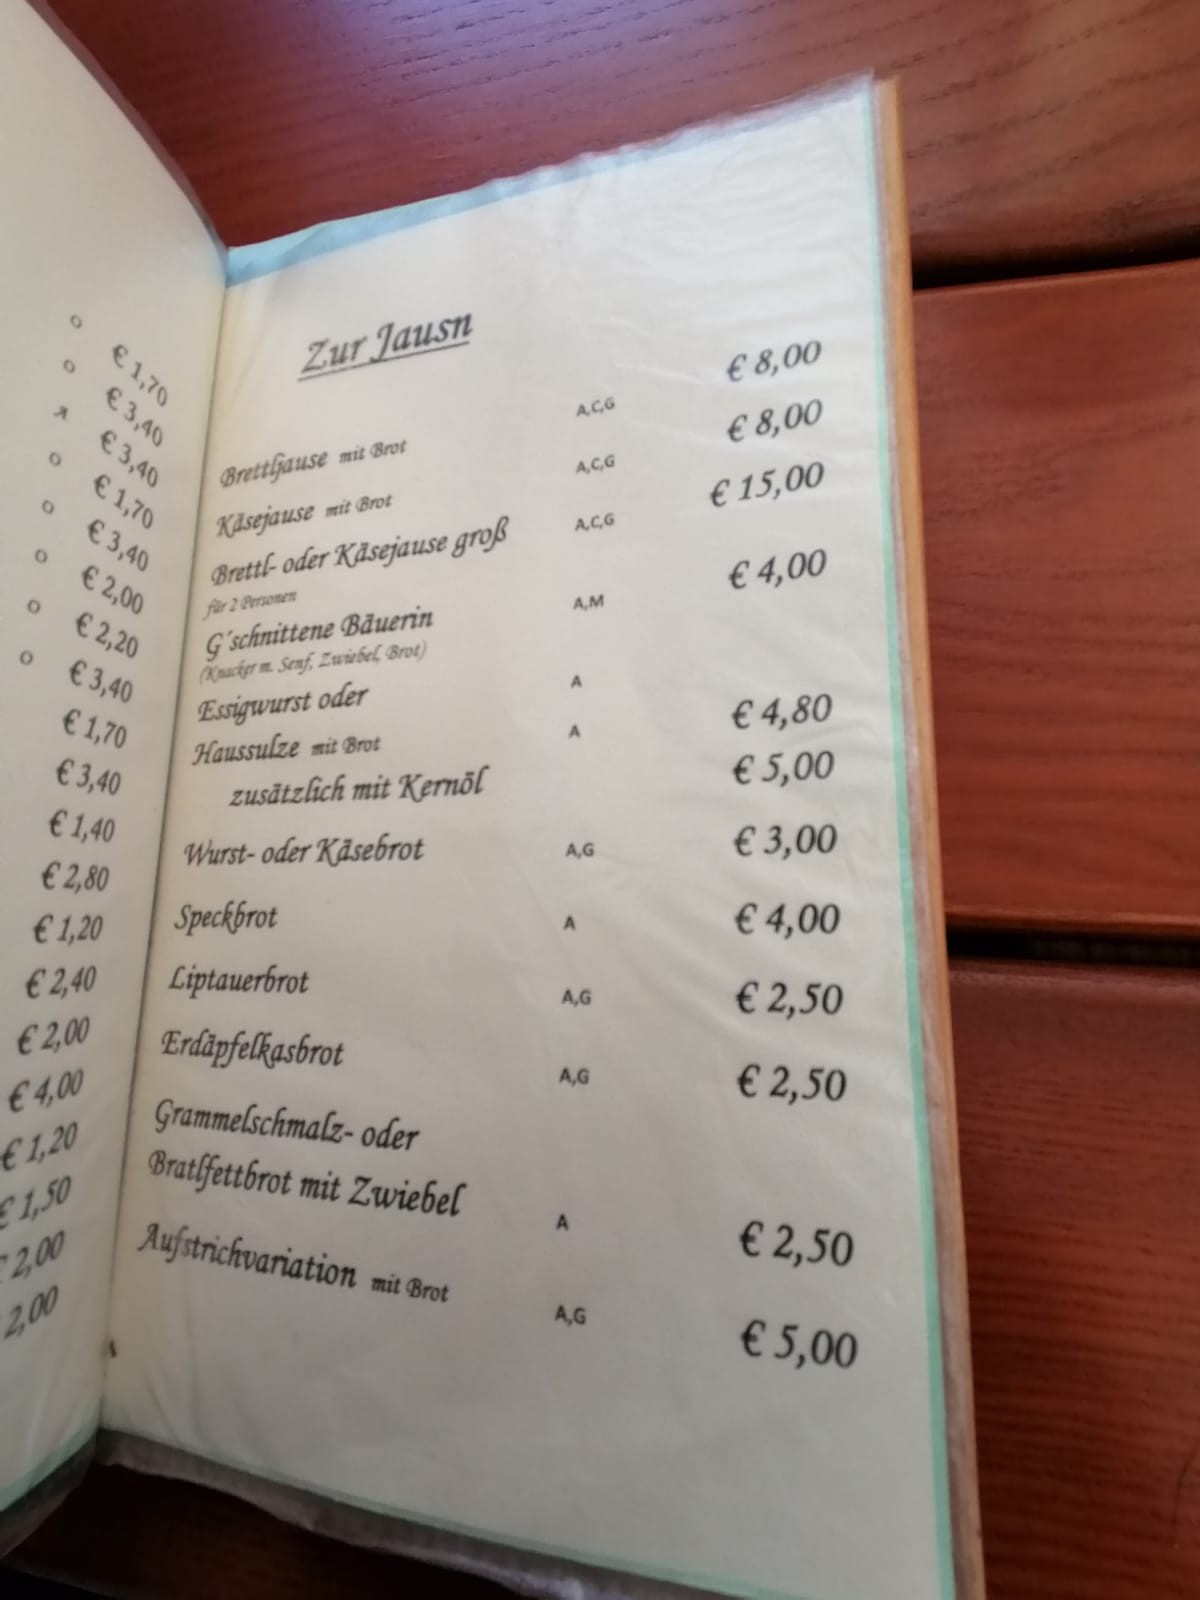 o € 1,70
o € 3,40
A € 3,40
o € 1,70
o € 3,40
o € 2,00
o € 2,20
o € 3,40
€ 1,70
€ 3,40
€ 1,40
€ 2,80
€ 1,20
€ 2,40
€ 2,00
€ 4,00
€ 1,20
€ 1,50
€ 2,00
2,00
Zur Jausn
Brettljause mit Brot A,C,G € 8,00
Käsejause mit Brot A,C,G € 8,00
Brettl- oder Käsejause groß A,C,G € 15,00
für 2 Personen
G´schnittene Bäuerin A,M € 4,00
(Knacker m. Senf, Zwiebel, Brot)
Essigwurst oder A
Haussulze mit Brot A € 4,80
zusätzlich mit Kernöl € 5,00
Wurst- oder Käsebrot A,G € 3,00
Speckbrot A € 4,00
Liptauerbrot A,G € 2,50
Erdäpfelkasbrot A,G € 2,50
Grammelschmalz- oder
Bratlfettbrot mit Zwiebel A € 2,50
Aufstrichvariation mit Brot A,G € 5,00